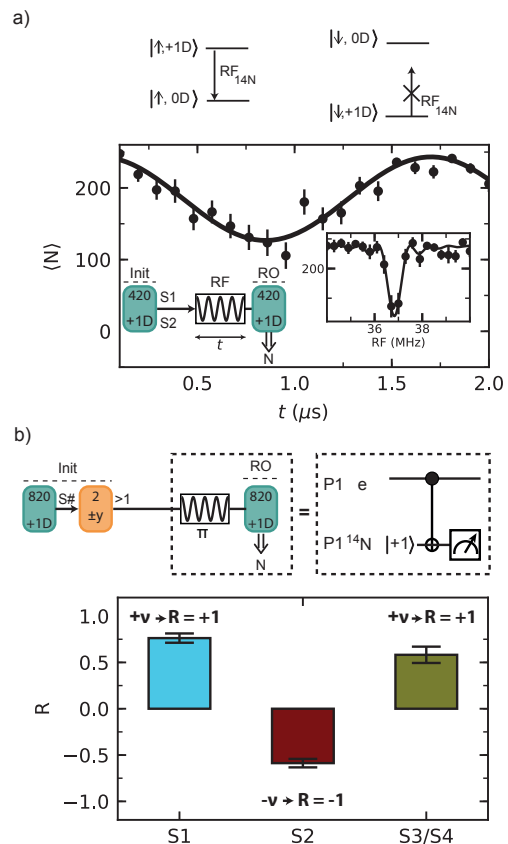 a)
|↑,+1D⟩
RF14N
|↑, 0D⟩
|↓, 0D⟩
RF14N
|↓,+1D⟩
⟨N⟩
200
100
0
Init
420
+1D
S1
S2
RF
t
RO
420
+1D
N
200
36
38
RF (MHz)
0.5
1.0
1.5
2.0
t (μs)
b)
Init
820
+1D
S#
2
±y
>1
π
RO
820
+1D
N
=
P1 e
P1 14N
|+1⟩
R
1.0
0.5
0.0
−0.5
−1.0
+ν → R = +1
+ν → R = +1
-ν → R = -1
S1
S2
S3/S4